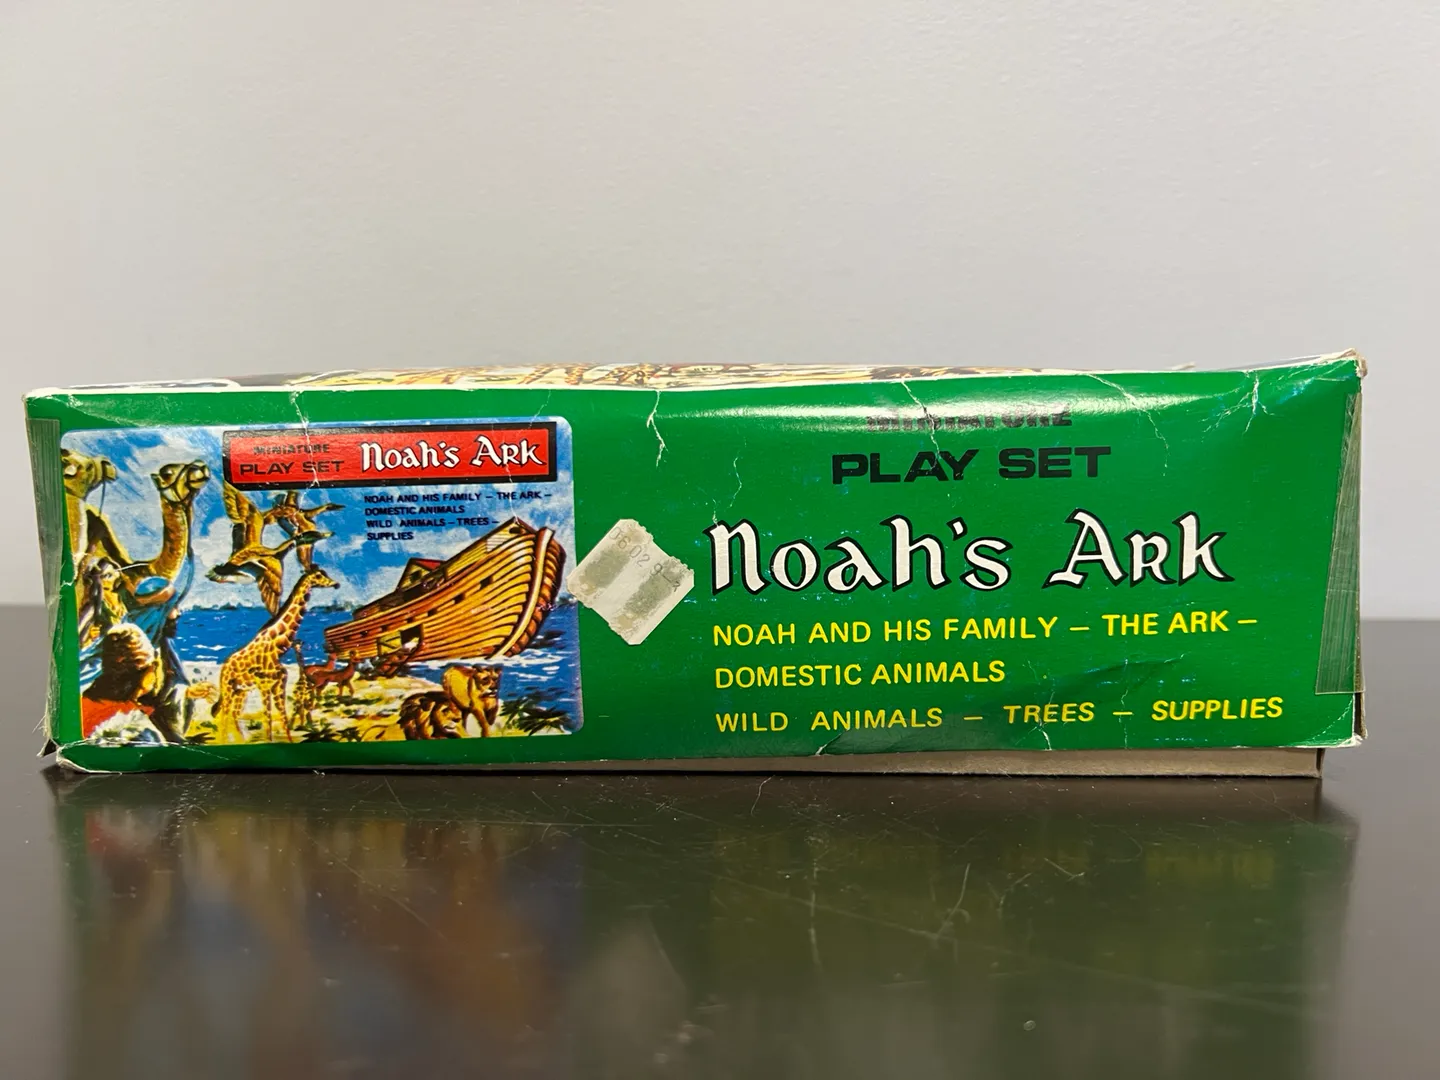 MINIATURE
PLAY SET
Noah's Ark
NOAH AND HIS FAMILY – THE ARK –
DOMESTIC ANIMALS
WILD ANIMALS – TREES –
SUPPLIES
MINIATURE
PLAY SET
Noah's Ark
NOAH AND HIS FAMILY – THE ARK –
DOMESTIC ANIMALS
WILD ANIMALS – TREES – SUPPLIES